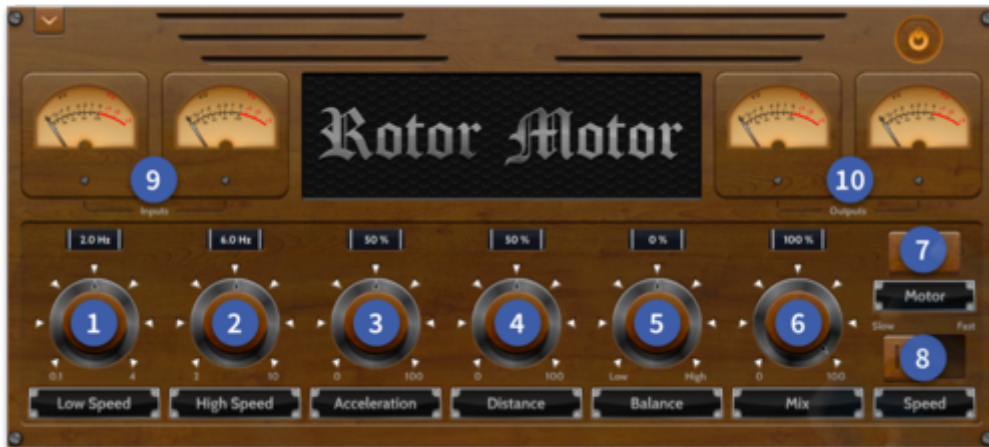 Rotor Motor
9
10
Inputs
Outputs
2.0 Hz
6.0 Hz
50 %
50 %
0 %
100 %
7
Motor
1
2
3
4
5
6
Slow
Fast
8
0.1
4
2
10
0
100
0
100
Low
High
0
100
Low Speed
High Speed
Acceleration
Distance
Balance
Mix
Speed